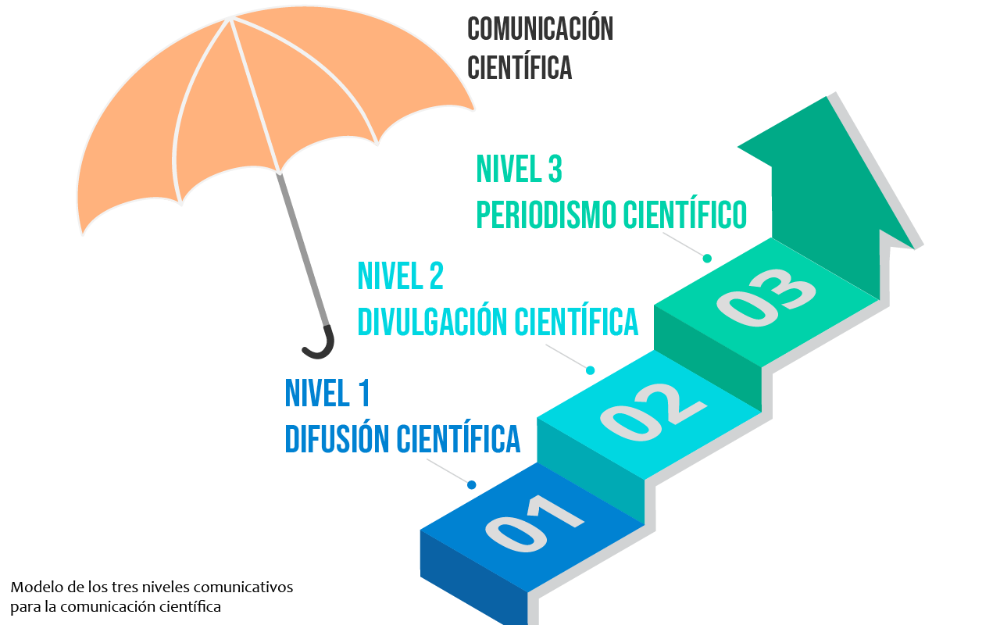 COMUNICACIÓN
CIENTÍFICA
NIVEL 3
PERIODISMO CIENTÍFICO
03
NIVEL 2
DIVULGACIÓN CIENTÍFICA
02
NIVEL 1
DIFUSIÓN CIENTÍFICA
01
Modelo de los tres niveles comunicativos
para la comunicación científica